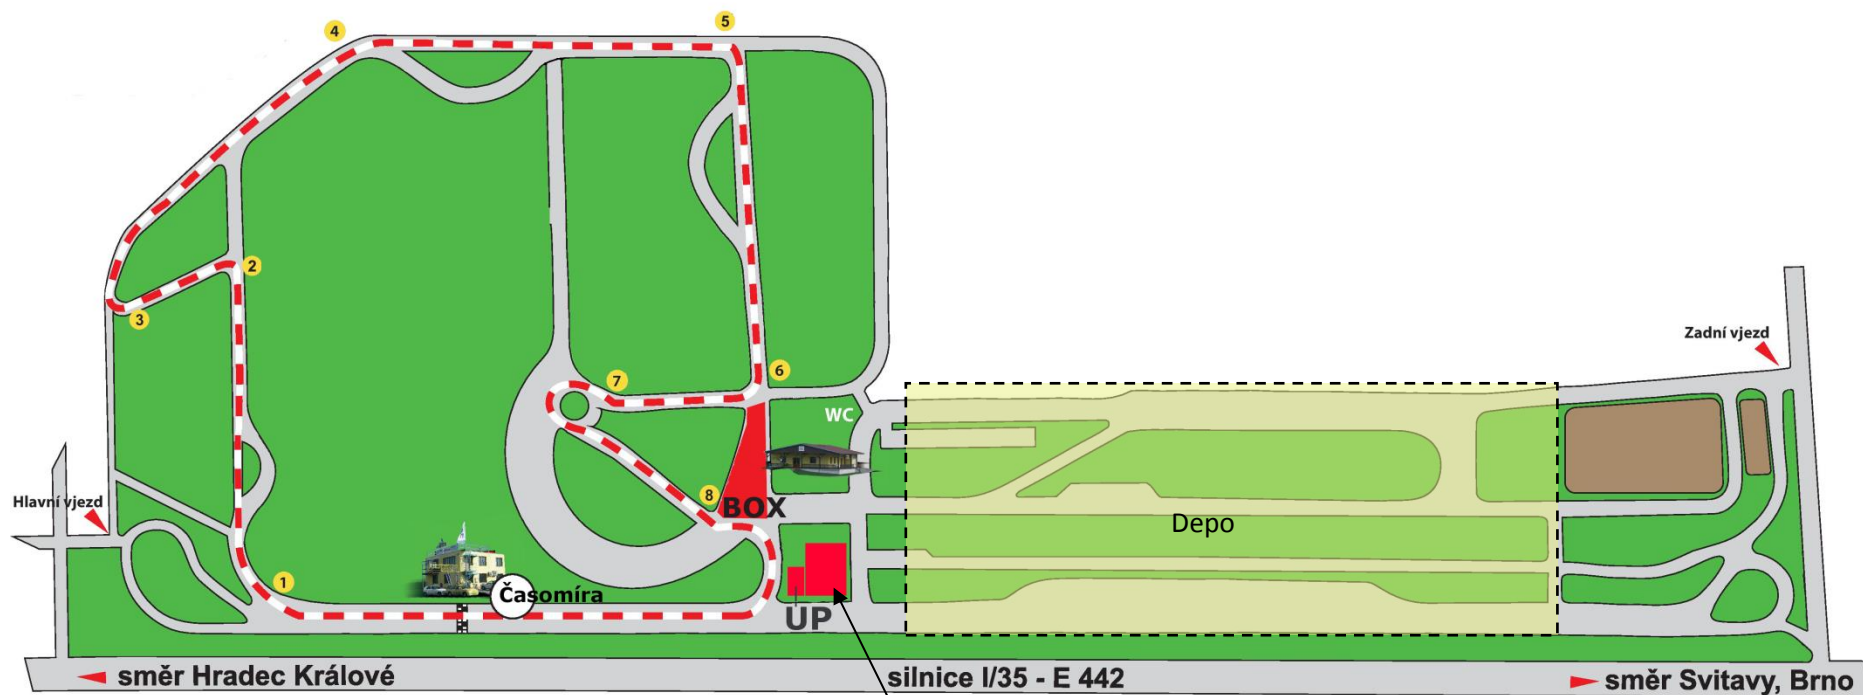 4
5
2
3
Zadní vjezd
6
7
WC
8
BOX
Hlavní vjezd
Depo
1
Časomíra
UP
směr Hradec Králové
silnice I/35 - E 442
směr Svitavy, Brno